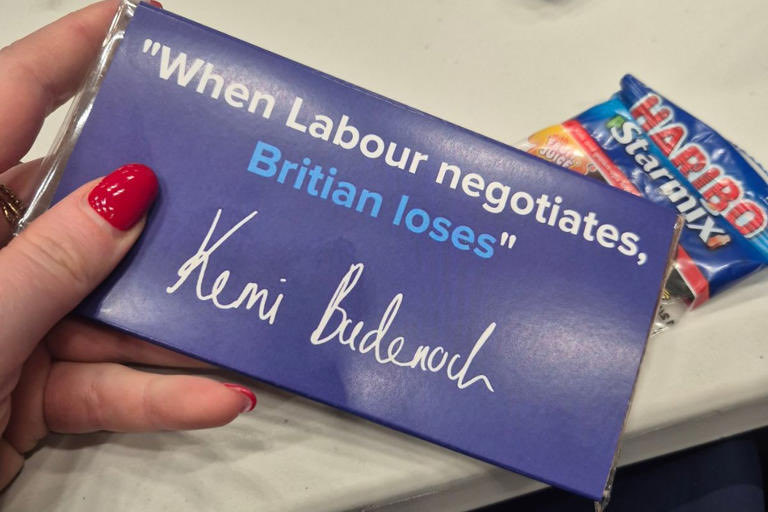 "When Labour negotiates,
Britian loses"
Kemi Badenoch
HARIBO
Starmix